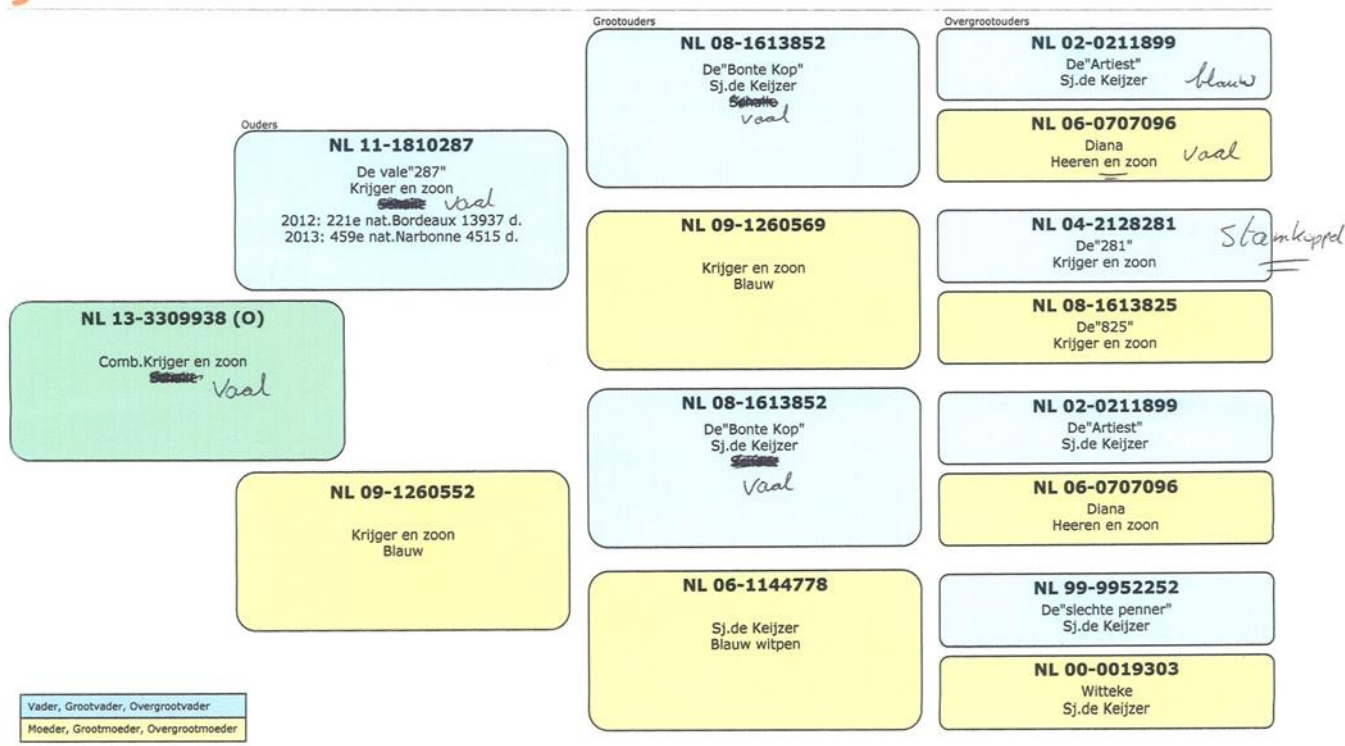 Grootouders
Overgrootouders
NL 08-1613852
De"Bonte Kop"
Sj.de Keijzer
vaal
NL 02-0211899
De"Artiest"
Sj.de Keijzer
blauw
NL 06-0707096
Diana
Heeren en zoon
vaal
Ouders
NL 11-1810287
De vale"287"
Krijger en zoon
vaal
2012: 221e nat.Bordeaux 13937 d.
2013: 459e nat.Narbonne 4515 d.
NL 09-1260569
Krijger en zoon
Blauw
NL 04-2128281
De"281"
Krijger en zoon
Stamkoppel
NL 08-1613825
De"825"
Krijger en zoon
NL 13-3309938 (O)
Comb.Krijger en zoon
Vaal
NL 08-1613852
De"Bonte Kop"
Sj.de Keijzer
Vaal
NL 02-0211899
De"Artiest"
Sj.de Keijzer
NL 06-0707096
Diana
Heeren en zoon
NL 09-1260552
Krijger en zoon
Blauw
NL 06-1144778
Sj.de Keijzer
Blauw witpen
NL 99-9952252
De"slechte penner"
Sj.de Keijzer
NL 00-0019303
Witteke
Sj.de Keijzer
Vader, Grootvader, Overgrootvader
Moeder, Grootmoeder, Overgrootmoeder